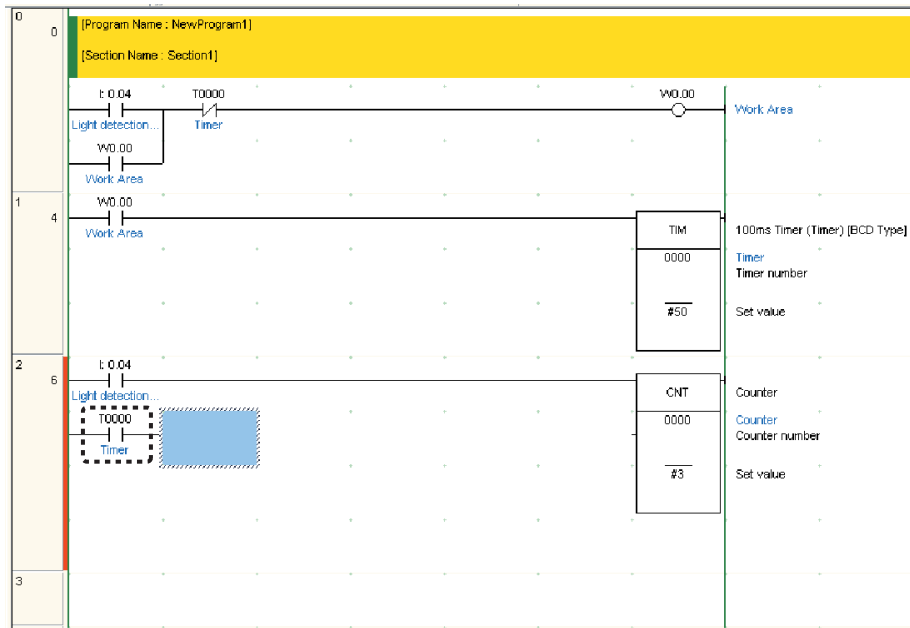 0
0
[Program Name : NewProgram1]
[Section Name : Section1]
I: 0.04
T0000
W0.00
Work Area
Light detection...
Timer
W0.00
Work Area
1
4
W0.00
Work Area
TIM
100ms Timer (Timer) [BCD Type]
0000
Timer
Timer number
#50
Set value
2
6
I: 0.04
Light detection...
CNT
Counter
T0000
Timer
0000
Counter
Counter number
#3
Set value
3